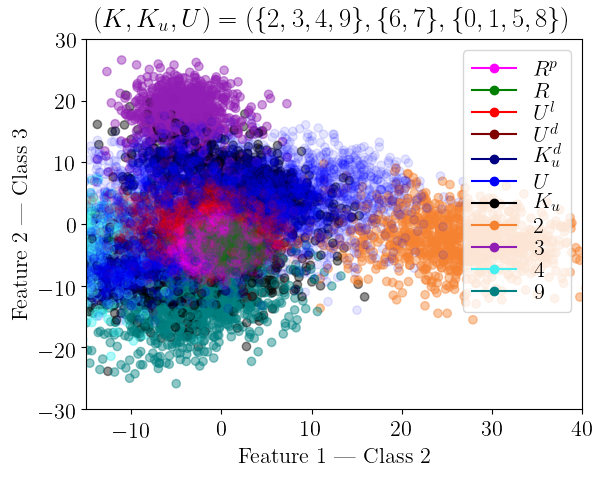 (K, K_u, U) = ({2, 3, 4, 9}, {6, 7}, {0, 1, 5, 8})
30
20
10
0
−10
−20
−30
Feature 2 — Class 3
−10
0
10
20
30
40
Feature 1 — Class 2
R^p
R
U^l
U^d
K_u^d
U
K_u
2
3
4
9